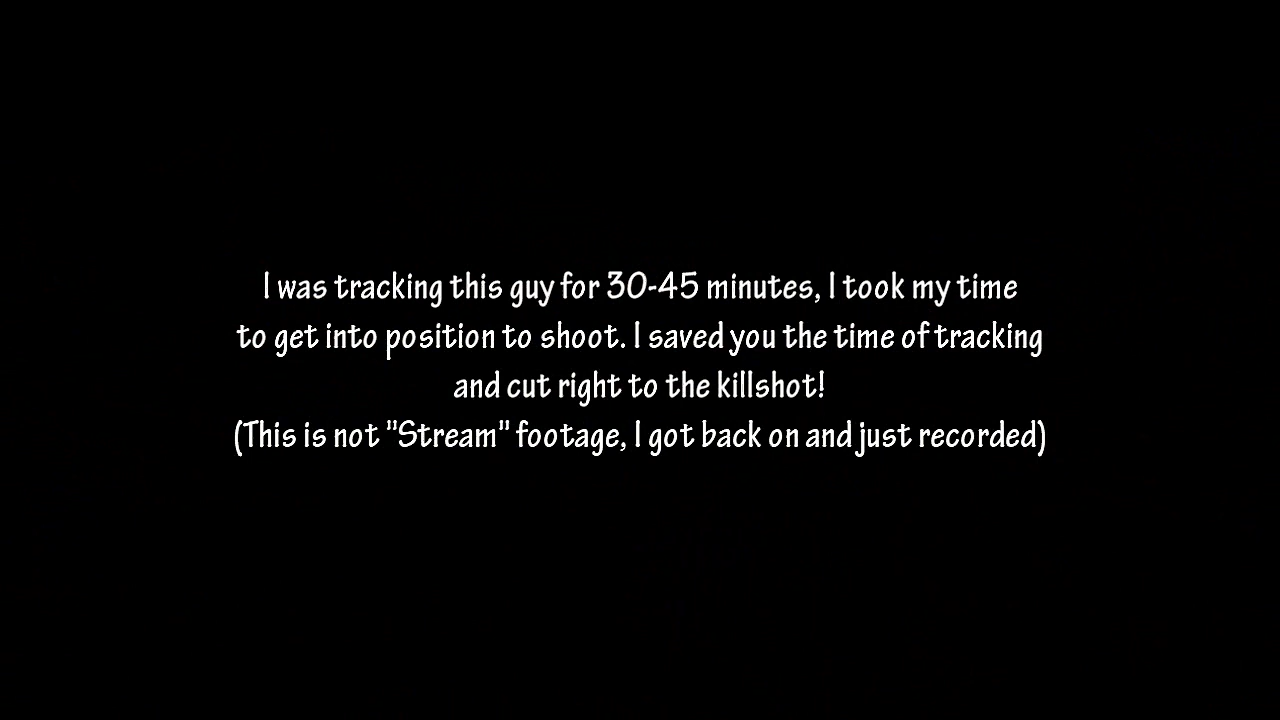 I was tracking this guy for 30-45 minutes, I took my time
to get into position to shoot. I saved you the time of tracking
and cut right to the killshot!
(This is not "Stream" footage, I got back on and just recorded)